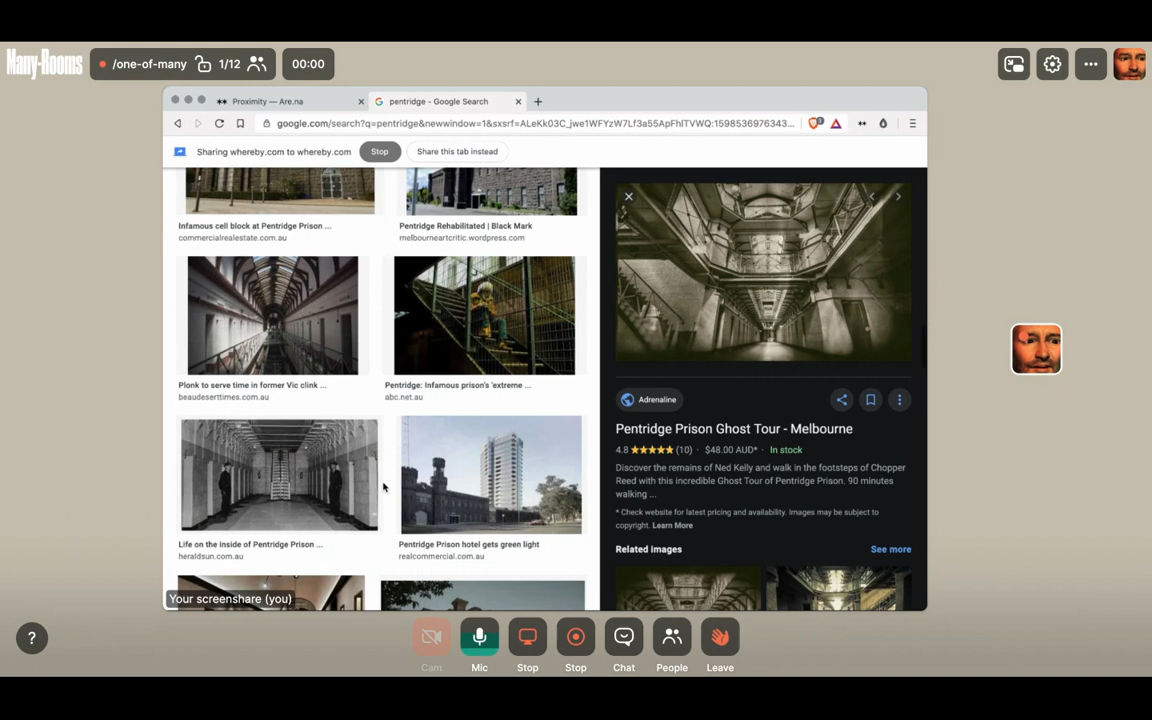 Many-Rooms
/one-of-many
1/12
00:00
Proximity — Are.na
pentridge - Google Search
google.com/search?q=pentridge&newwindow=1&sxsrf=ALeKk03C_jwe1WFYzW7Lf3a55ApFhlTVWQ:1598536976343...
Sharing whereby.com to whereby.com
Stop
Share this tab instead
Infamous cell block at Pentridge Prison ...
commercialrealestate.com.au
Pentridge Rehabilitated | Black Mark
melbourneartcritic.wordpress.com
Plonk to serve time in former Vic clink ...
beaudeserttimes.com.au
Pentridge: Infamous prison's 'extreme ...
abc.net.au
Life on the inside of Pentridge Prison ...
heraldsun.com.au
Pentridge Prison hotel gets green light
realcommercial.com.au
Adrenaline
Pentridge Prison Ghost Tour - Melbourne
4.8 ★★★★★ (10) · $48.00 AUD* · In stock
Discover the remains of Ned Kelly and walk in the footsteps of Chopper
Reed with this incredible Ghost Tour of Pentridge Prison. 90 minutes
walking ...
* Check website for latest pricing and availability. Images may be subject to
copyright. Learn More
Related images
See more
Your screenshare (you)
?
Cam
Mic
Stop
Stop
Chat
People
Leave